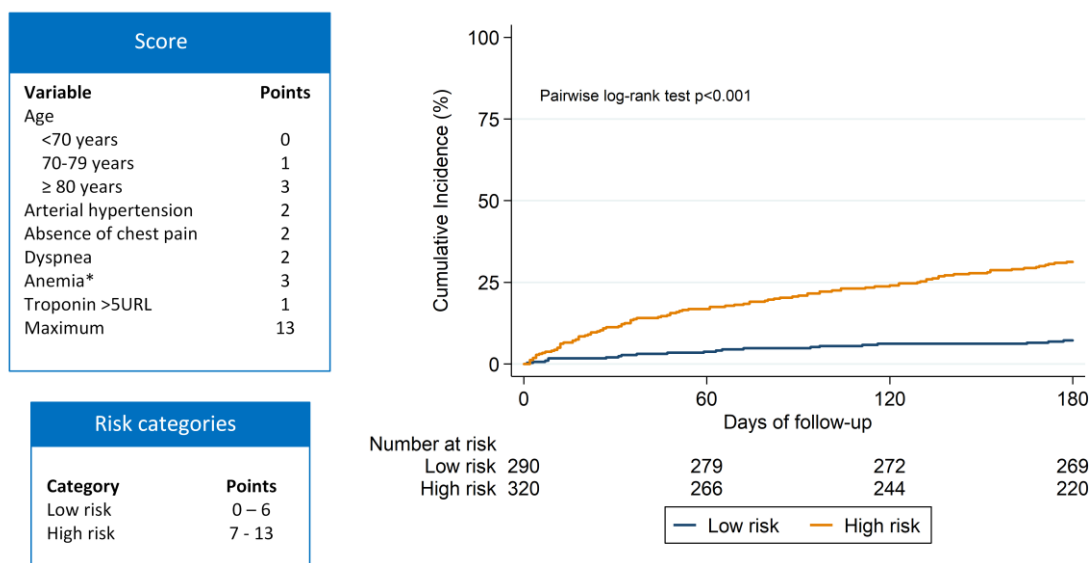 Score
Variable Points
Age
<70 years 0
70-79 years 1
≥ 80 years 3
Arterial hypertension 2
Absence of chest pain 2
Dyspnea 2
Anemia* 3
Troponin >5URL 1
Maximum 13
Risk categories
Category Points
Low risk 0 – 6
High risk 7 - 13
Cumulative Incidence (%)
100
75
50
25
0
Pairwise log-rank test p<0.001
0 60 120 180
Days of follow-up
Number at risk
Low risk 290 279 272 269
High risk 320 266 244 220
Low risk High risk